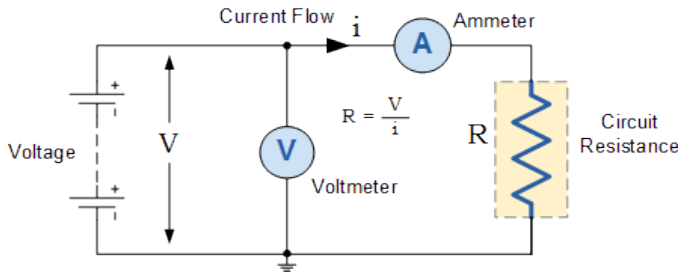 Current Flow
i
Ammeter
A
+
-
Voltage
+
-
V
V
Voltmeter
R = V
i
R
Circuit
Resistance